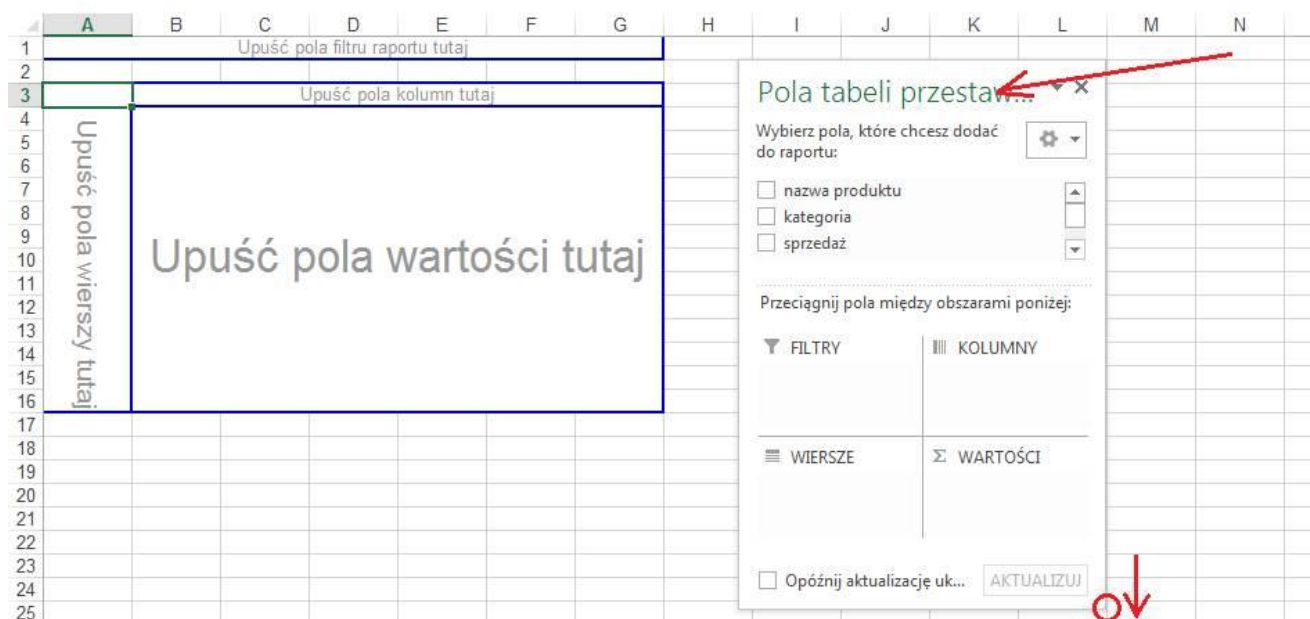 A B C D E F G H I J K L M N
1
Upuść pola filtru raportu tutaj
2
3
Upuść pola kolumn tutaj
4
5
6
7
8
9
10
11
12
13
14
15
16
17
18
19
20
21
22
23
24
25
Upuść pola wierszy tutaj
Upuść pola wartości tutaj
Pola tabeli przestaw...
Wybierz pola, które chcesz dodać
do raportu:
nazwa produktu
kategoria
sprzedaż
Przeciągnij pola między obszarami poniżej:
FILTRY
KOLUMNY
WIERSZE
Σ WARTOŚCI
Opóźnij aktualizację uk...
AKTUALIZUJ